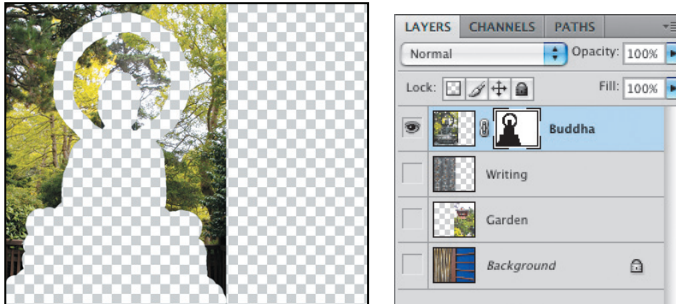 LAYERS CHANNELS PATHS
Normal Opacity: 100%
Lock: Fill: 100%
Buddha
Writing
Garden
Background